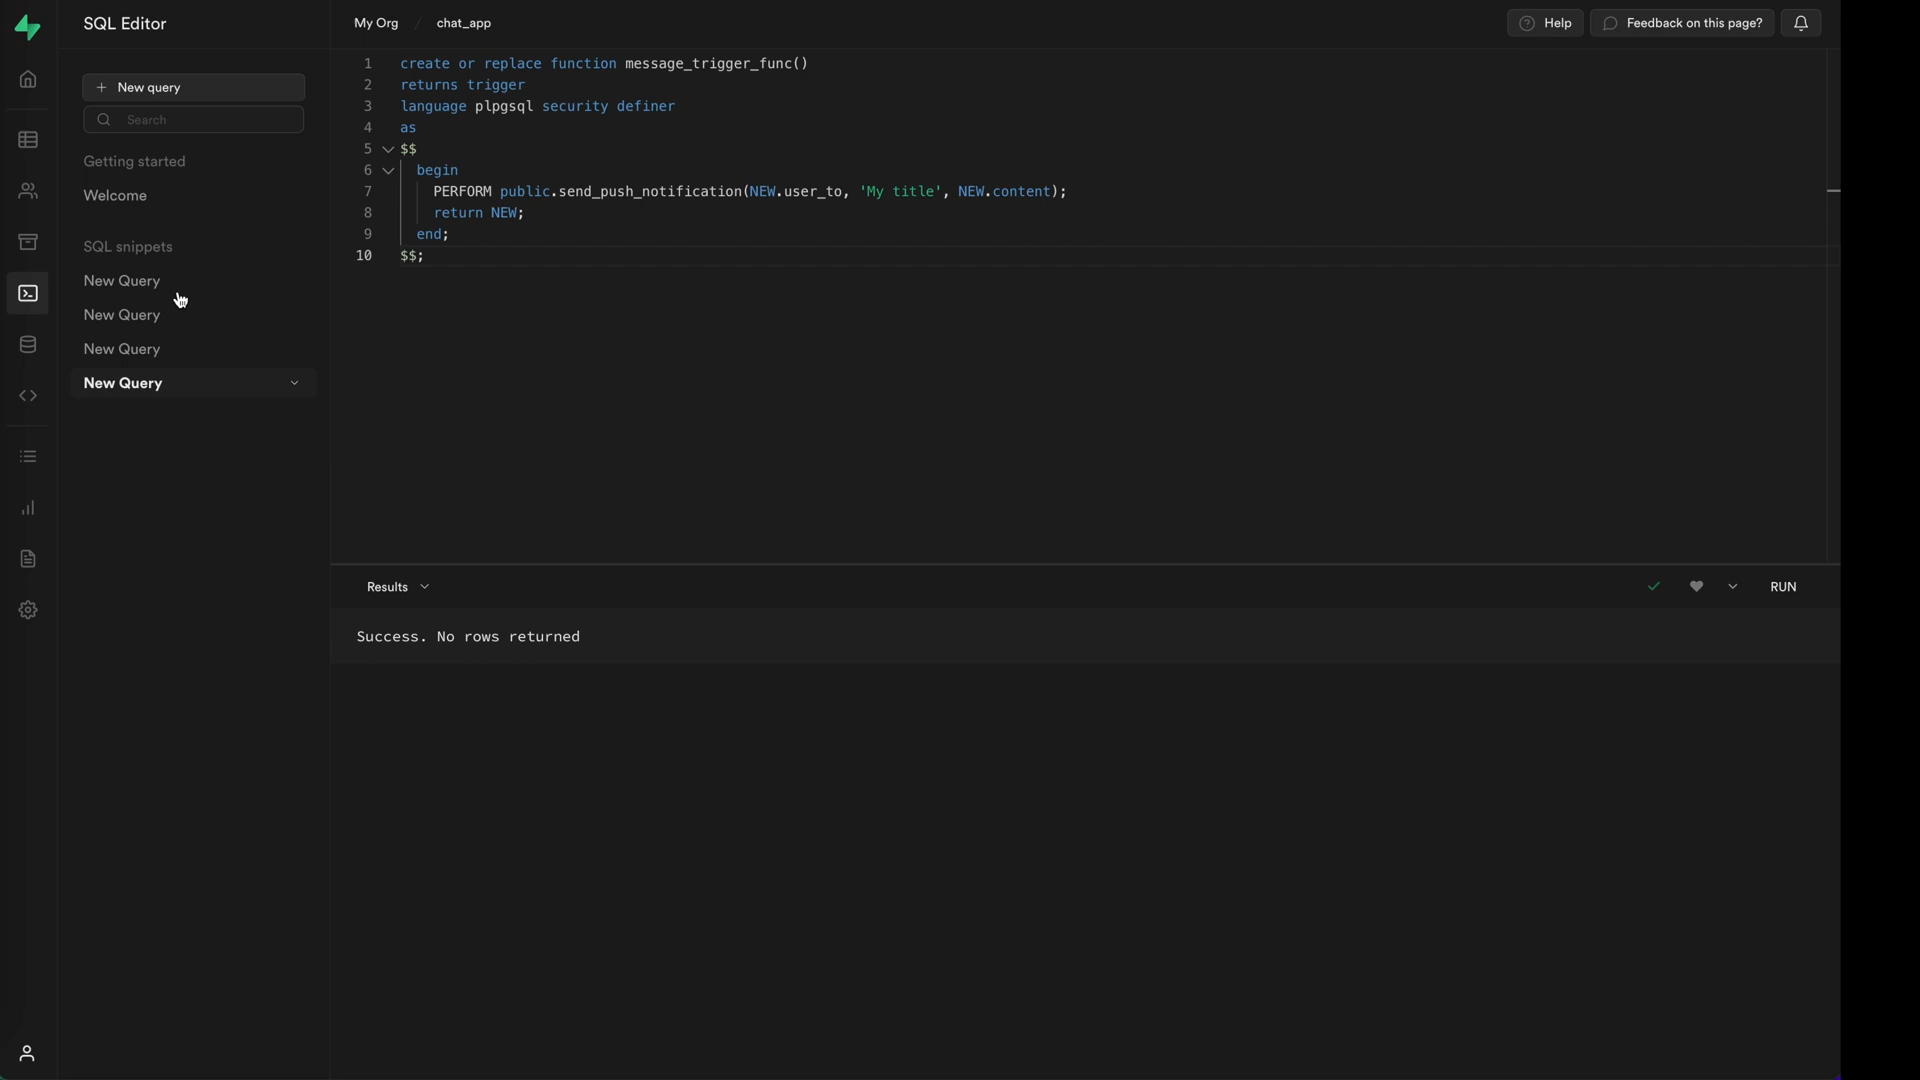 SQL Editor
My Org / chat_app
Help
Feedback on this page?
+ New query
Search
Getting started
Welcome
SQL snippets
New Query
New Query
New Query
New Query
1 create or replace function message_trigger_func()
2 returns trigger
3 language plpgsql security definer
4 as
5 $$
6 begin
7 PERFORM public.send_push_notification(NEW.user_to, 'My title', NEW.content);
8 return NEW;
9 end;
10 $$;
Results
RUN
Success. No rows returned